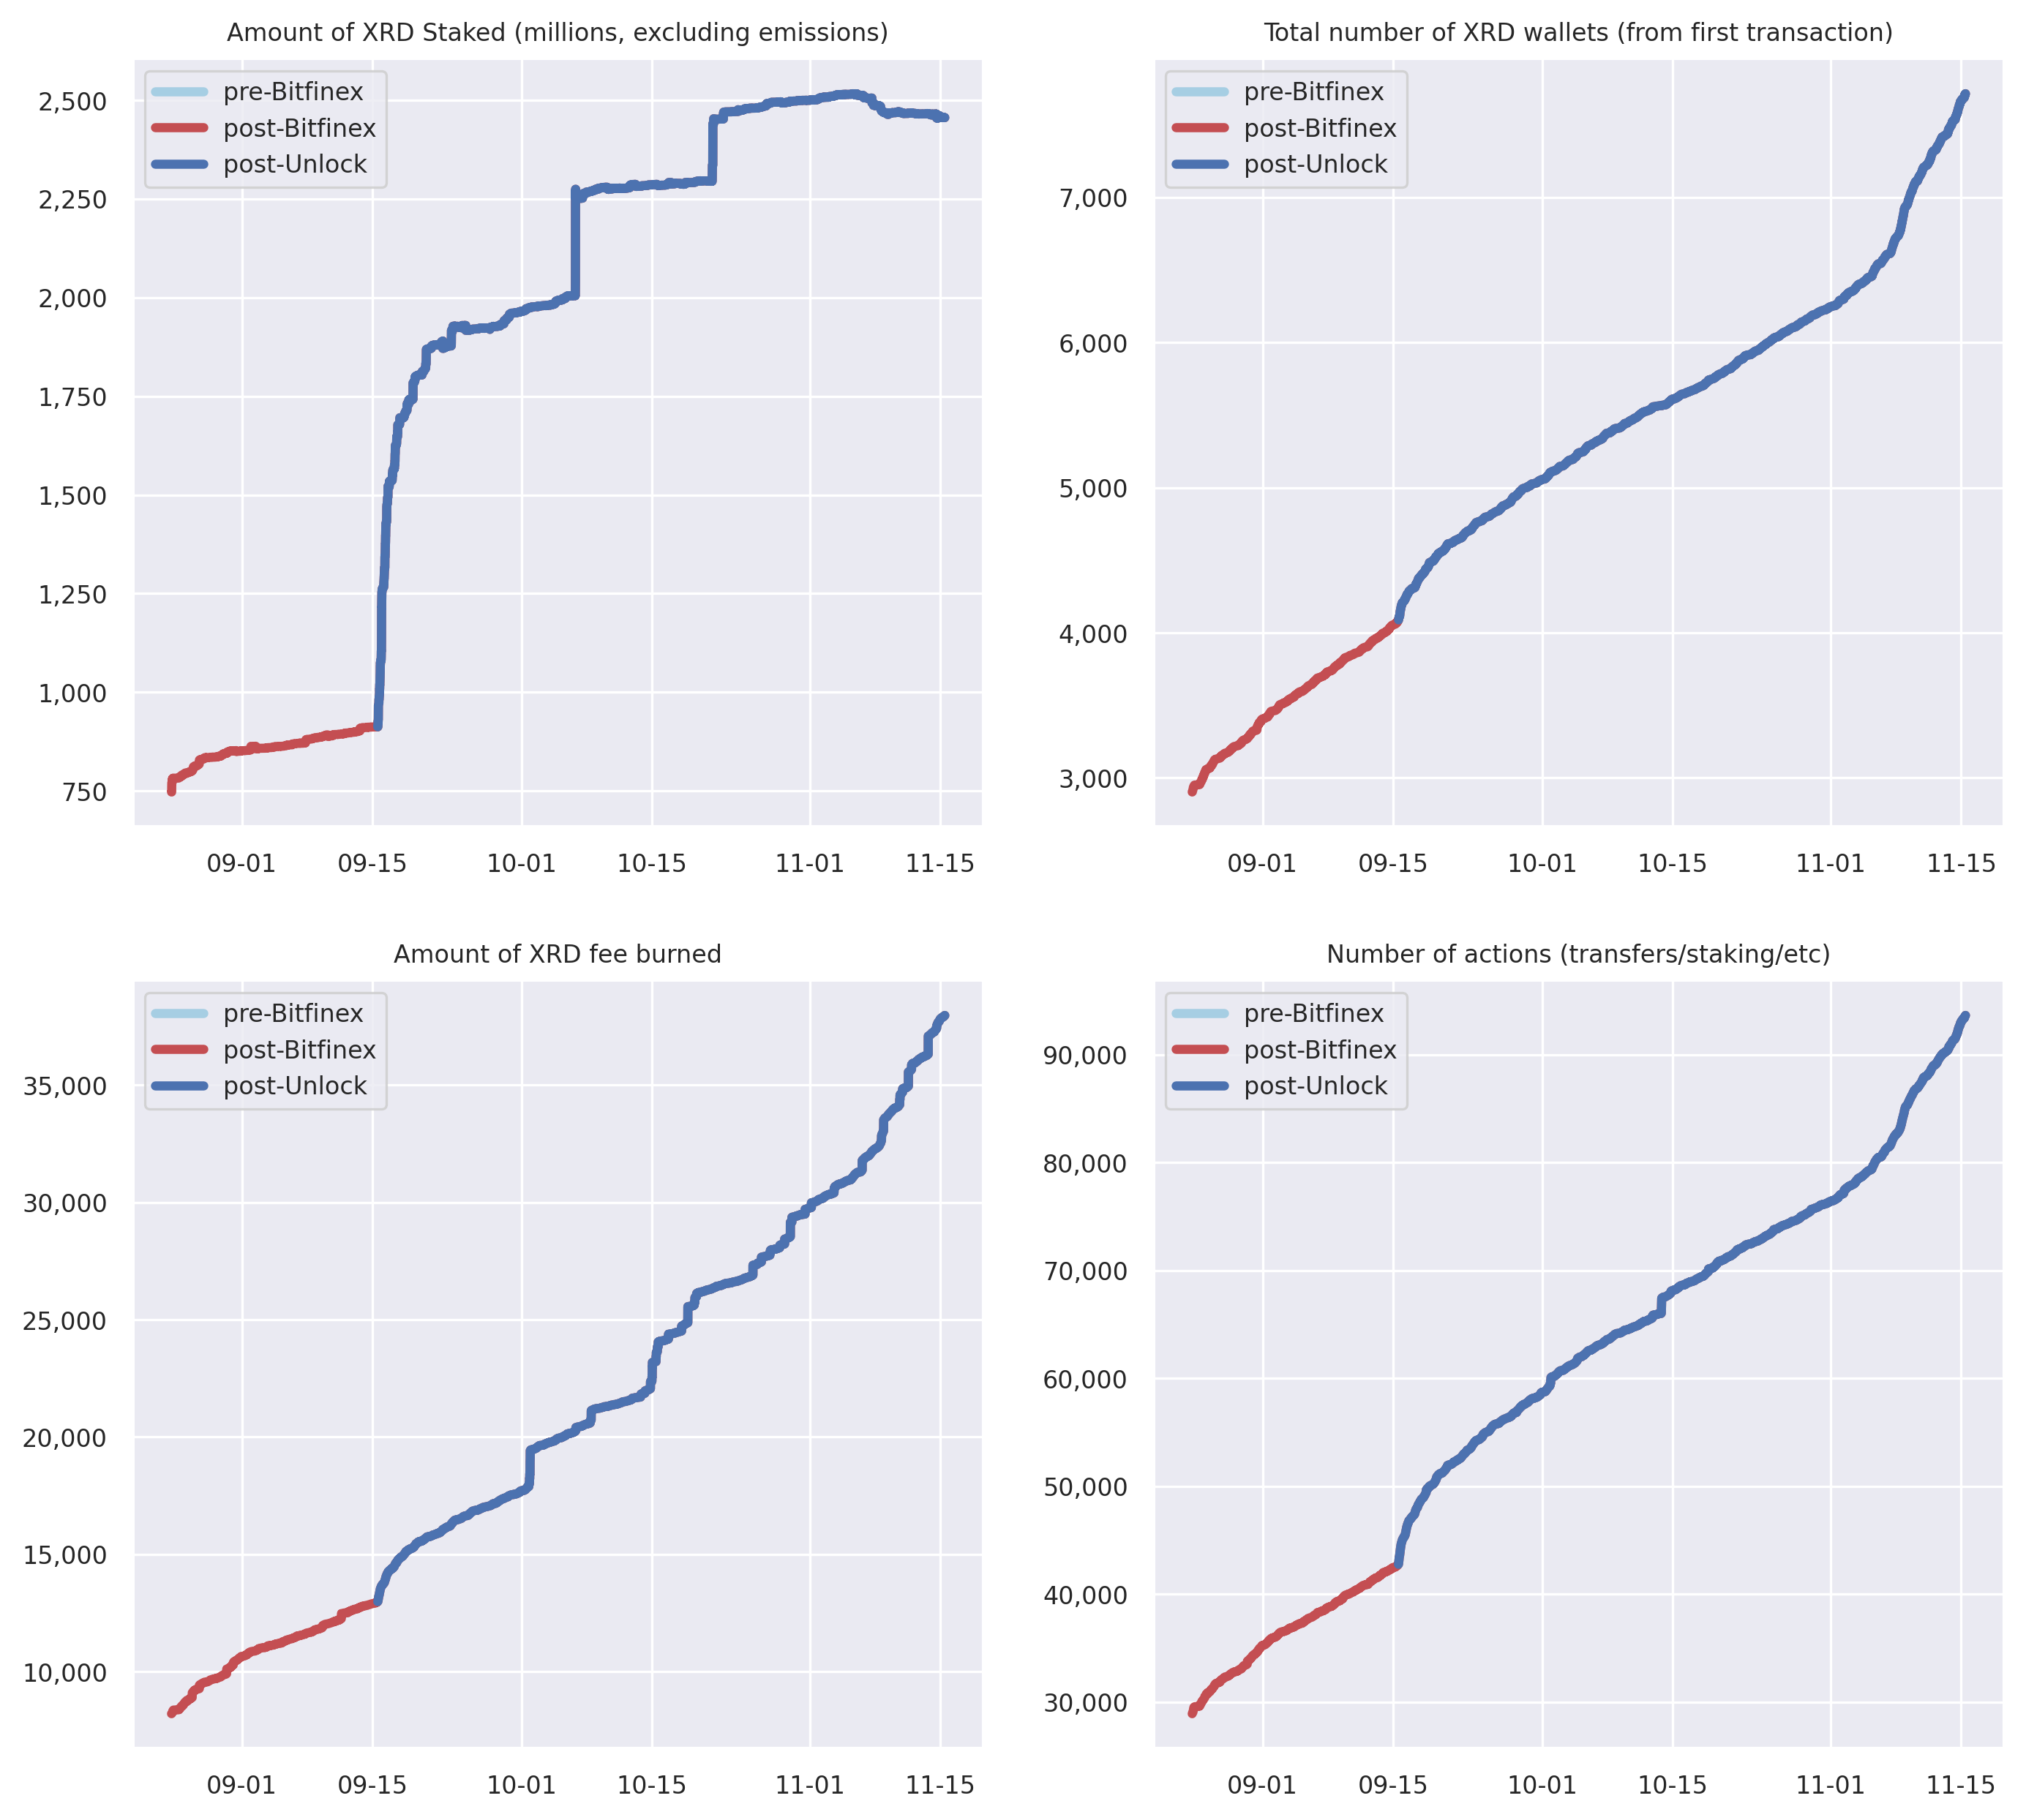 Amount of XRD Staked (millions, excluding emissions)
pre-Bitfinex
post-Bitfinex
post-Unlock
2,500
2,250
2,000
1,750
1,500
1,250
1,000
750
09-01 09-15 10-01 10-15 11-01 11-15
Total number of XRD wallets (from first transaction)
pre-Bitfinex
post-Bitfinex
post-Unlock
7,000
6,000
5,000
4,000
3,000
09-01 09-15 10-01 10-15 11-01 11-15
Amount of XRD fee burned
pre-Bitfinex
post-Bitfinex
post-Unlock
35,000
30,000
25,000
20,000
15,000
10,000
09-01 09-15 10-01 10-15 11-01 11-15
Number of actions (transfers/staking/etc)
pre-Bitfinex
post-Bitfinex
post-Unlock
90,000
80,000
70,000
60,000
50,000
40,000
30,000
09-01 09-15 10-01 10-15 11-01 11-15